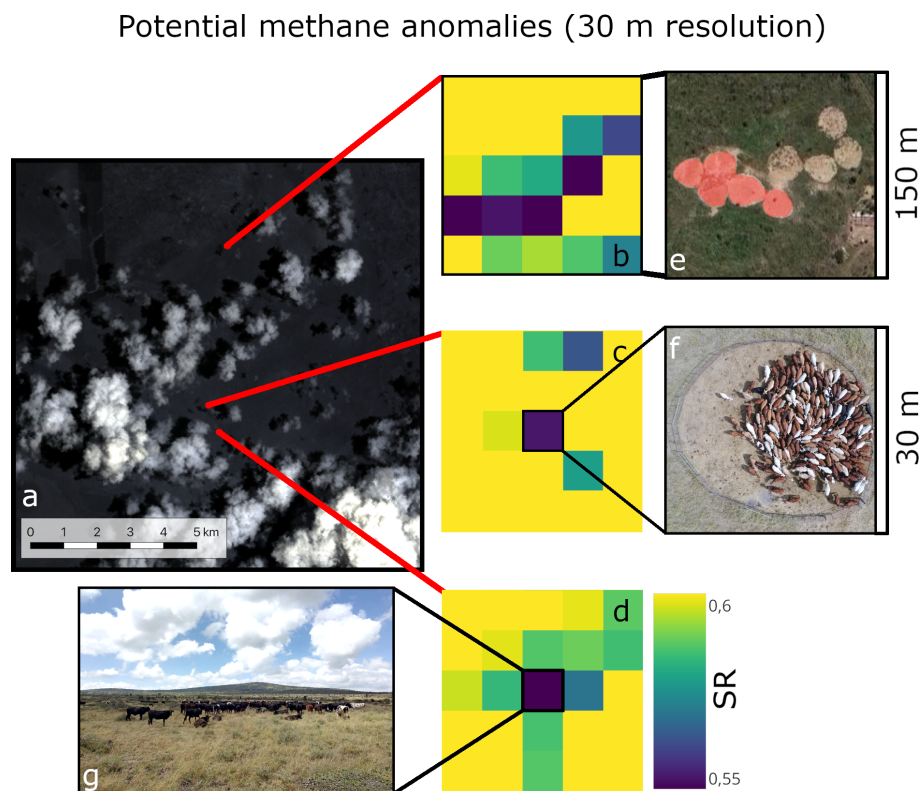 Potential methane anomalies (30 m resolution)
a
0 1 2 3 4 5 km
b
e
150 m
c
f
30 m
g
d
0,6
SR
0,55